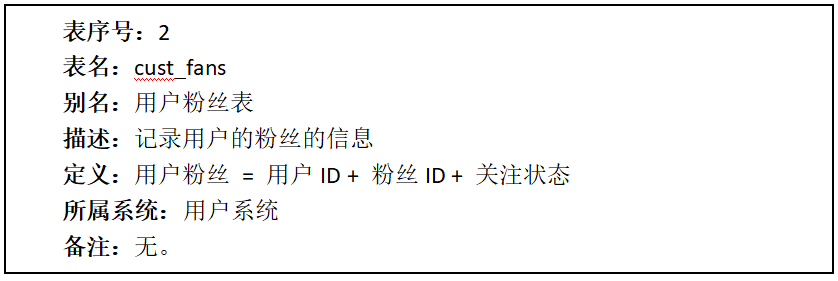 表序号：2
表名：cust_fans
别名：用户粉丝表
描述：记录用户的粉丝的信息
定义：用户粉丝 = 用户 ID + 粉丝 ID + 关注状态
所属系统：用户系统
备注：无。